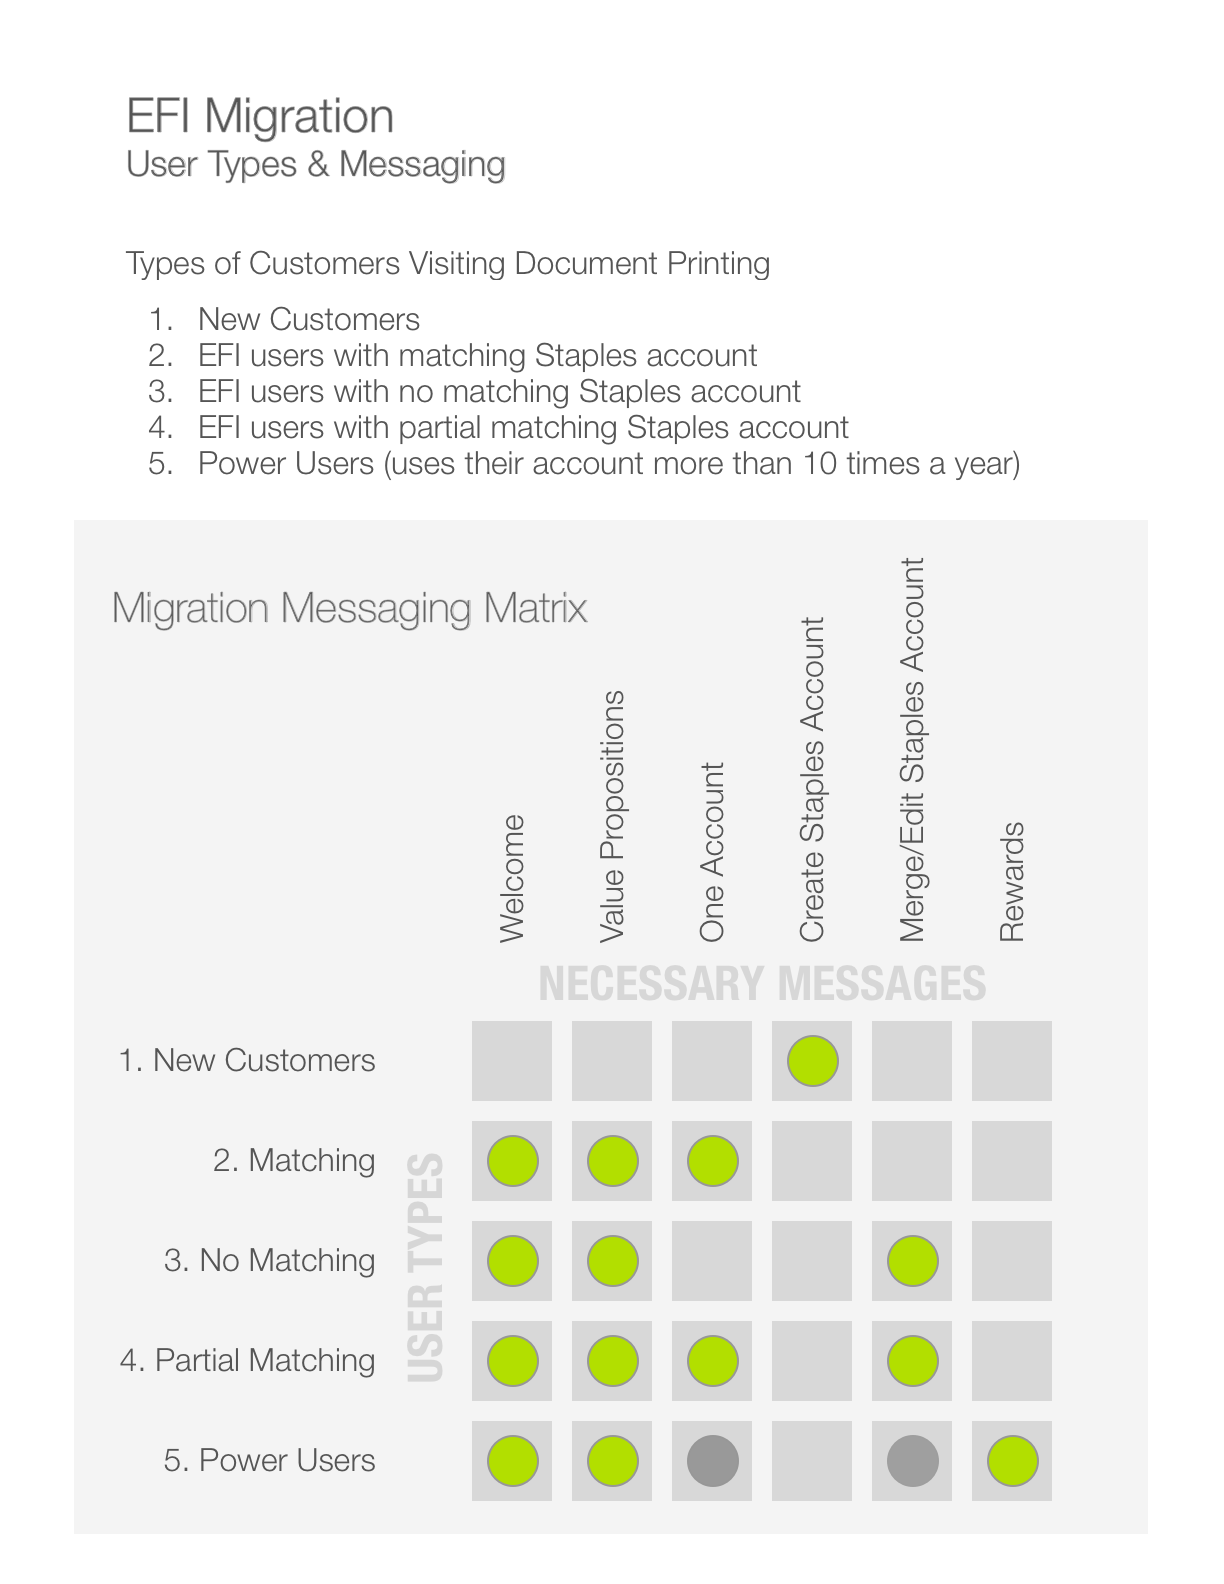 EFI Migration
User Types & Messaging
Types of Customers Visiting Document Printing
1. New Customers
2. EFI users with matching Staples account
3. EFI users with no matching Staples account
4. EFI users with partial matching Staples account
5. Power Users (uses their account more than 10 times a year)
Migration Messaging Matrix
Welcome
Value Propositions
One Account
Create Staples Account
Merge/Edit Staples Account
Rewards
NECESSARY MESSAGES
USER TYPES
1. New Customers
2. Matching
3. No Matching
4. Partial Matching
5. Power Users